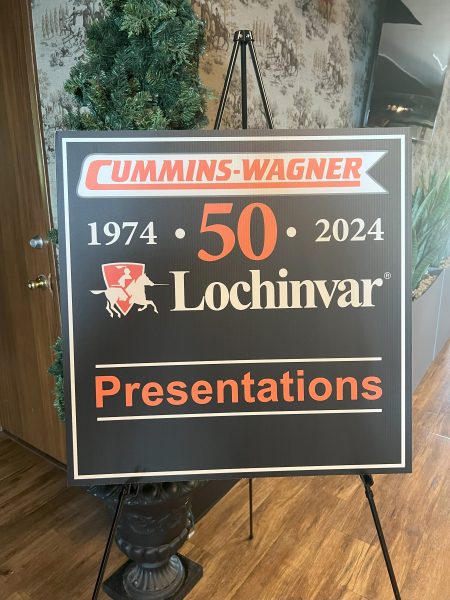 CUMMINS-WAGNER
1974 • 50 • 2024
Lochinvar®
Presentations